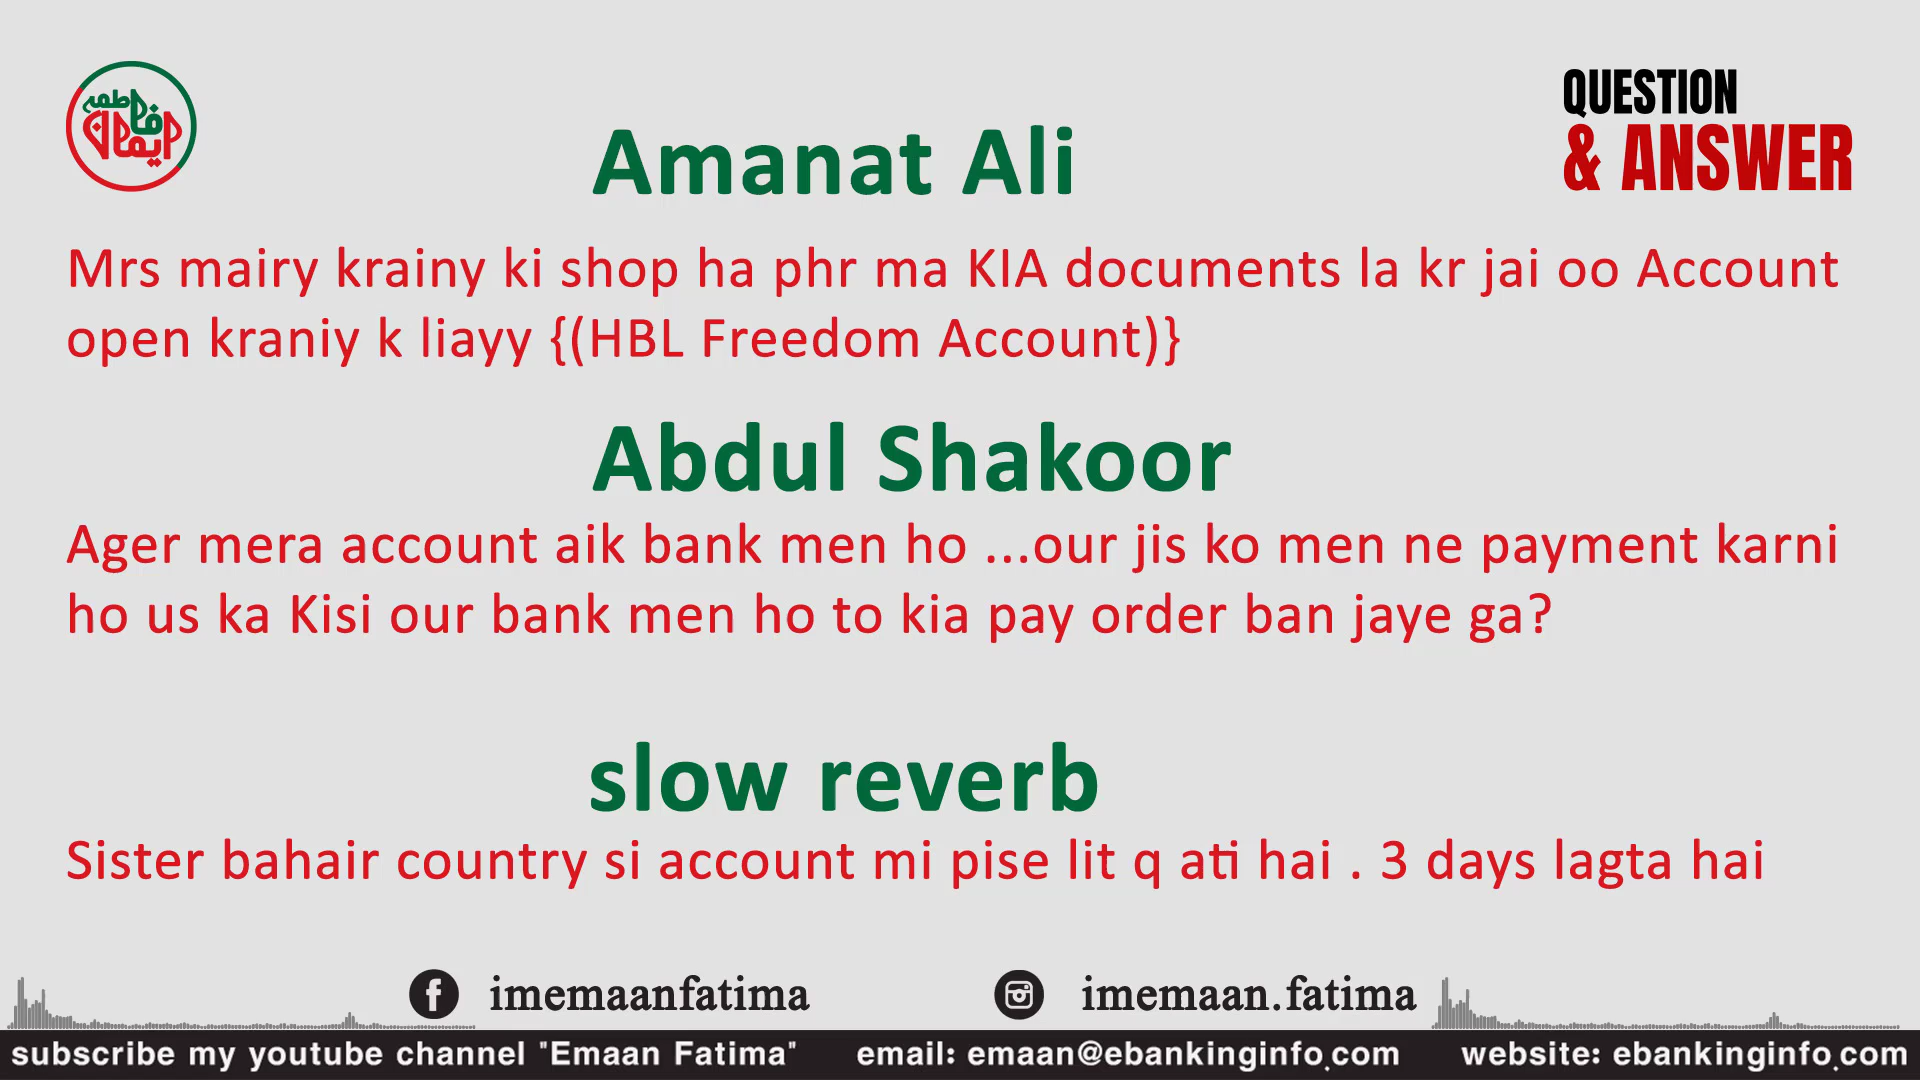 ایمان فاطمہ
QUESTION
& ANSWER
Amanat Ali
Mrs mairy krainy ki shop ha phr ma KIA documents la kr jai oo Account
open kraniy k liayy {(HBL Freedom Account)}
Abdul Shakoor
Ager mera account aik bank men ho ...our jis ko men ne payment karni
ho us ka Kisi our bank men ho to kia pay order ban jaye ga?
slow reverb
Sister bahair country si account mi pise lit q ati hai . 3 days lagta hai
imemaanfatima
imemaan.fatima
subscribe my youtube channel "Emaan Fatima" email: emaan@ebankinginfo.com website: ebankinginfo.com